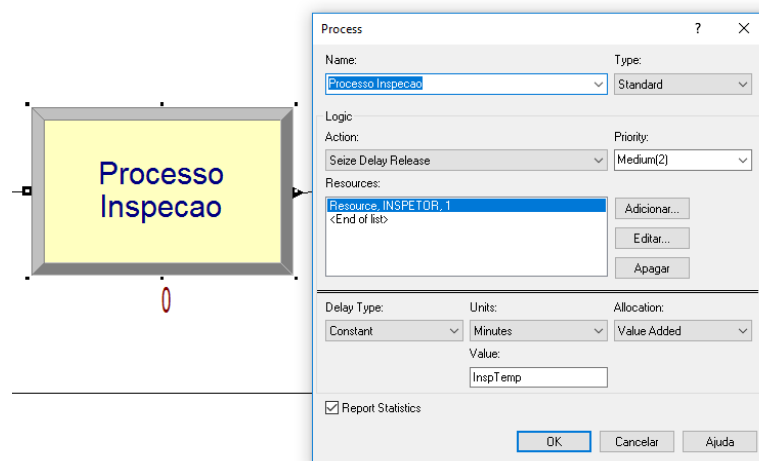 Processo
Inspecao
0
Process
?
Name:
Type:
Processo Inspecao
Standard
Logic
Action:
Priority:
Seize Delay Release
Medium(2)
Resources:
Resource, INSPETOR, 1
<End of list>
Adicionar...
Editar...
Apagar
Delay Type:
Units:
Allocation:
Constant
Minutes
Value Added
Value:
InspTemp
Report Statistics
OK
Cancelar
Ajuda